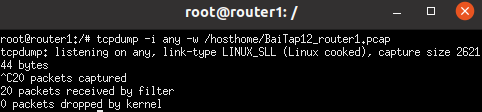 root@router1: /
root@router1:/# tcpdump -i any -w /hosthome/BaiTap12_router1.pcap
tcpdump: listening on any, link-type LINUX_SLL (Linux cooked), capture size 2621
44 bytes
^C20 packets captured
20 packets received by filter
0 packets dropped by kernel